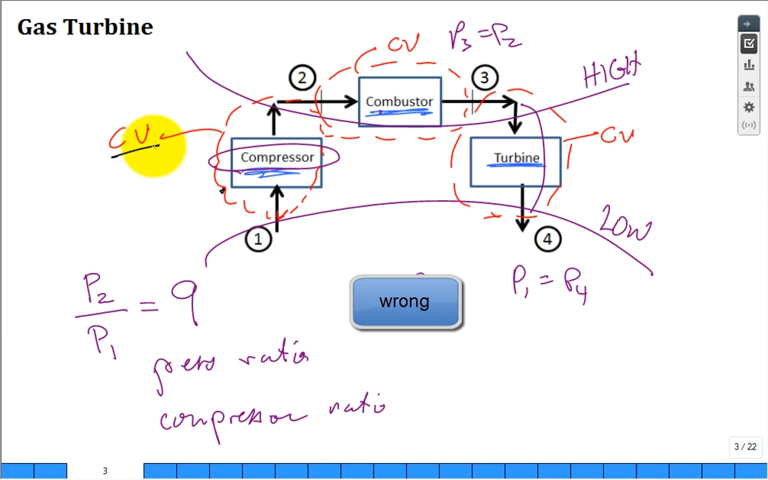 Gas Turbine
CV
P3 = P2
2
3
HIGH
Combustor
CV
CV
Compressor
Turbine
LOW
1
4
P2
P1
= 9
wrong
P1 = P4
press ratio
compressor ratio
3 / 22
3